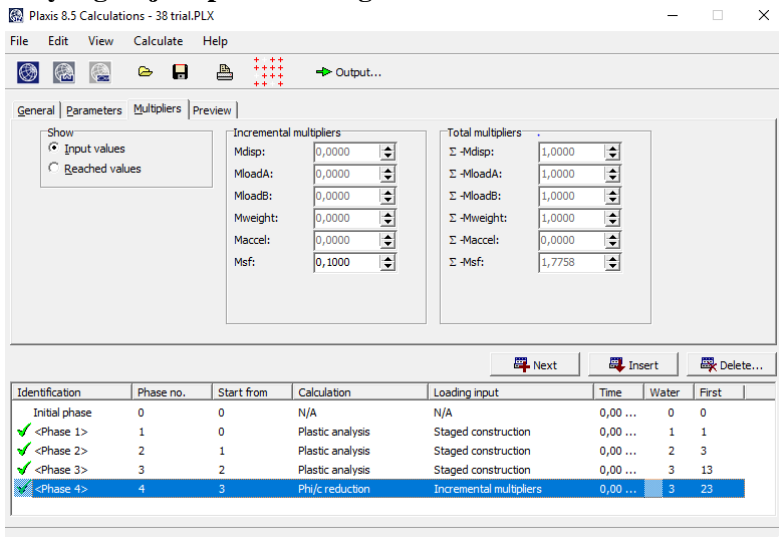 Plaxis 8.5 Calculations - 38 trial.PLX
File Edit View Calculate Help
Output...
General Parameters Multipliers Preview
Show
Input values
Reached values
Incremental multipliers
Mdisp: 0,0000
MloadA: 0,0000
MloadB: 0,0000
Mweight: 0,0000
Maccel: 0,0000
Msf: 0,1000
Total multipliers
Σ -Mdisp: 1,0000
Σ -MloadA: 1,0000
Σ -MloadB: 1,0000
Σ -Mweight: 1,0000
Σ -Maccel: 0,0000
Σ -Msf: 1,7758
Next Insert Delete...
Identification Phase no. Start from Calculation Loading input Time Water First
Initial phase 0 0 N/A N/A 0,00 ... 0 0
<Phase 1> 1 0 Plastic analysis Staged construction 0,00 ... 1 1
<Phase 2> 2 1 Plastic analysis Staged construction 0,00 ... 2 3
<Phase 3> 3 2 Plastic analysis Staged construction 0,00 ... 3 13
<Phase 4> 4 3 Phi/c reduction Incremental multipliers 0,00 ... 3 23